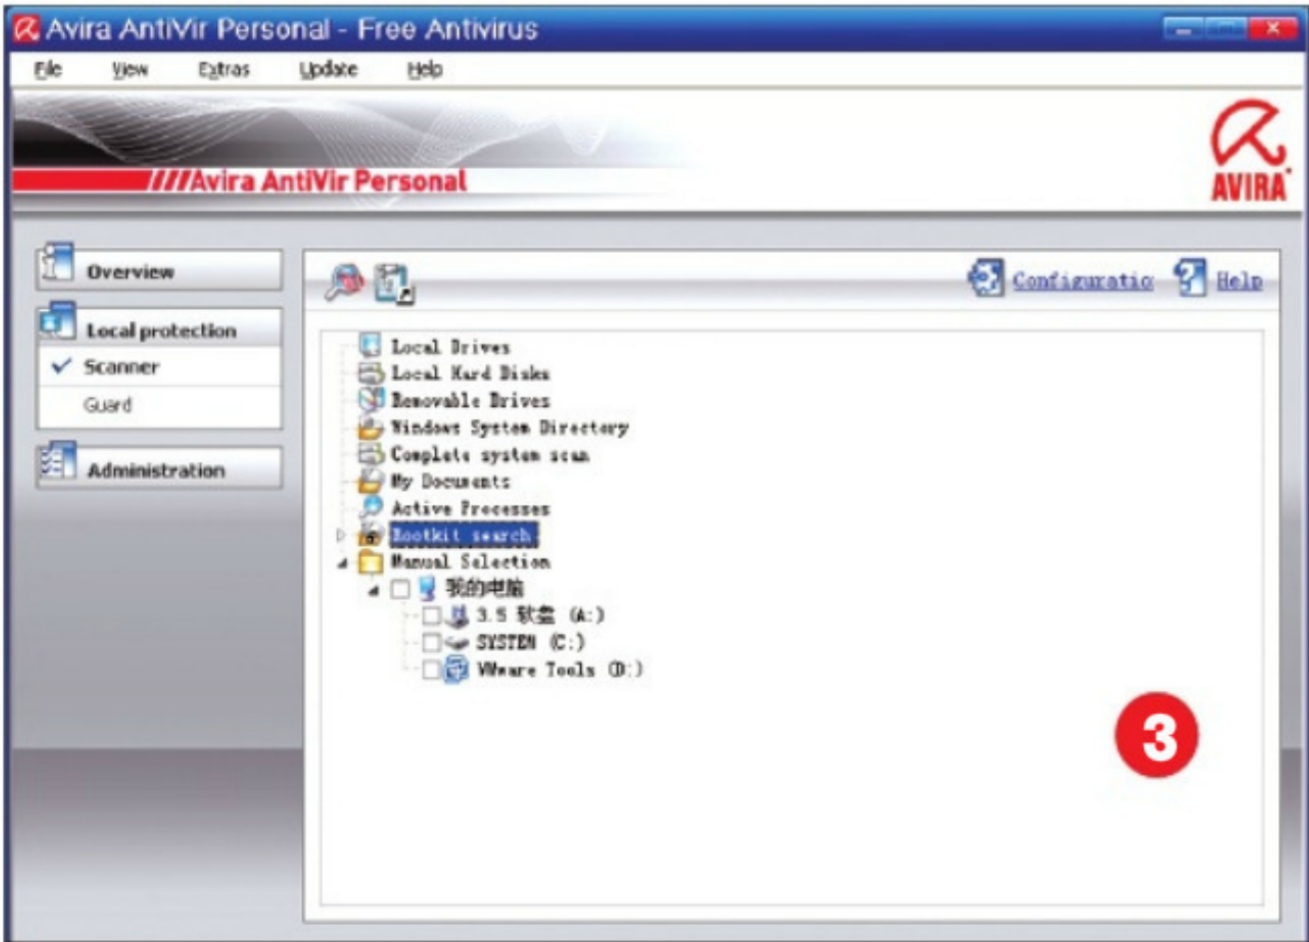 Avira AntiVir Personal - Free Antivirus
File View Extras Update Help
Avira AntiVir Personal
AVIRA
Overview
Local protection
Scanner
Guard
Administration
Configuratio Help
Local Drives
Local Hard Disks
Removable Drives
Windows System Directory
Complete system scan
My Documents
Active Processes
Rootkit search
Manual Selection
我的电脑
3.5 软盘 (A:)
SYSTEM (C:)
VMware Tools (D:)
3